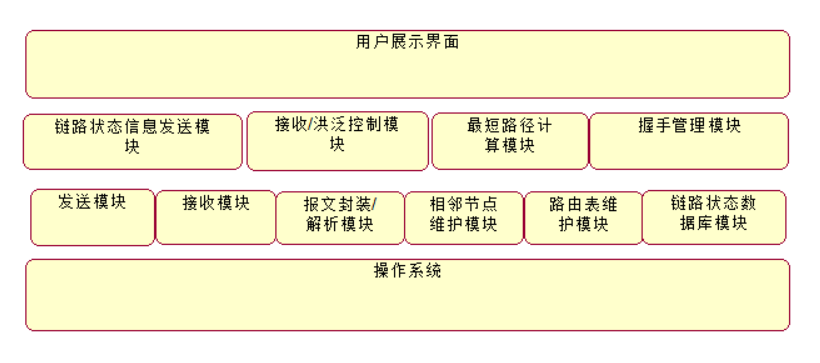 用户展示界面
链路状态信息发送模
块
接收/洪泛控制模
块
最短路径计
算模块
握手管理模块
发送模块
接收模块
报文封装/
解析模块
相邻节点
维护模块
路由表维
护模块
链路状态数
据库模块
操作系统